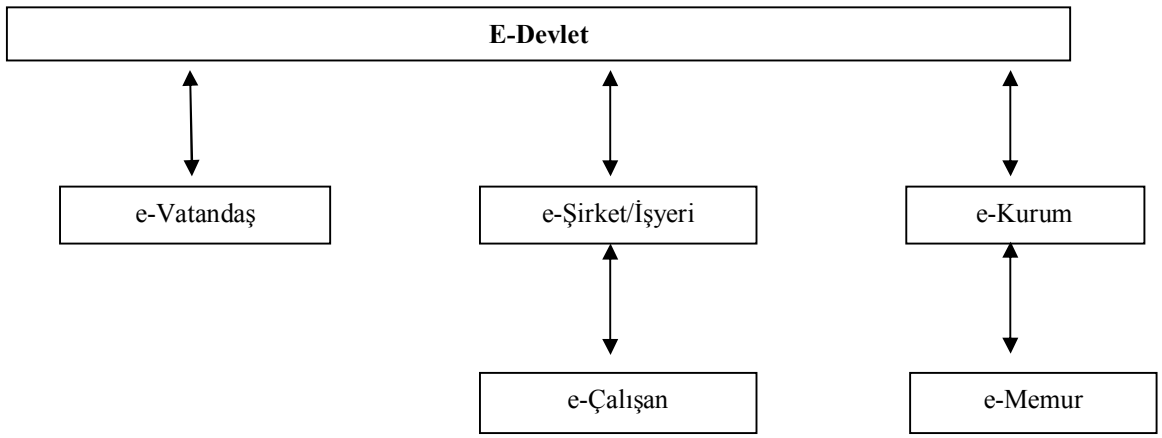 E-Devlet
e-Vatandaş
e-Şirket/İşyeri
e-Kurum
e-Çalışan
e-Memur